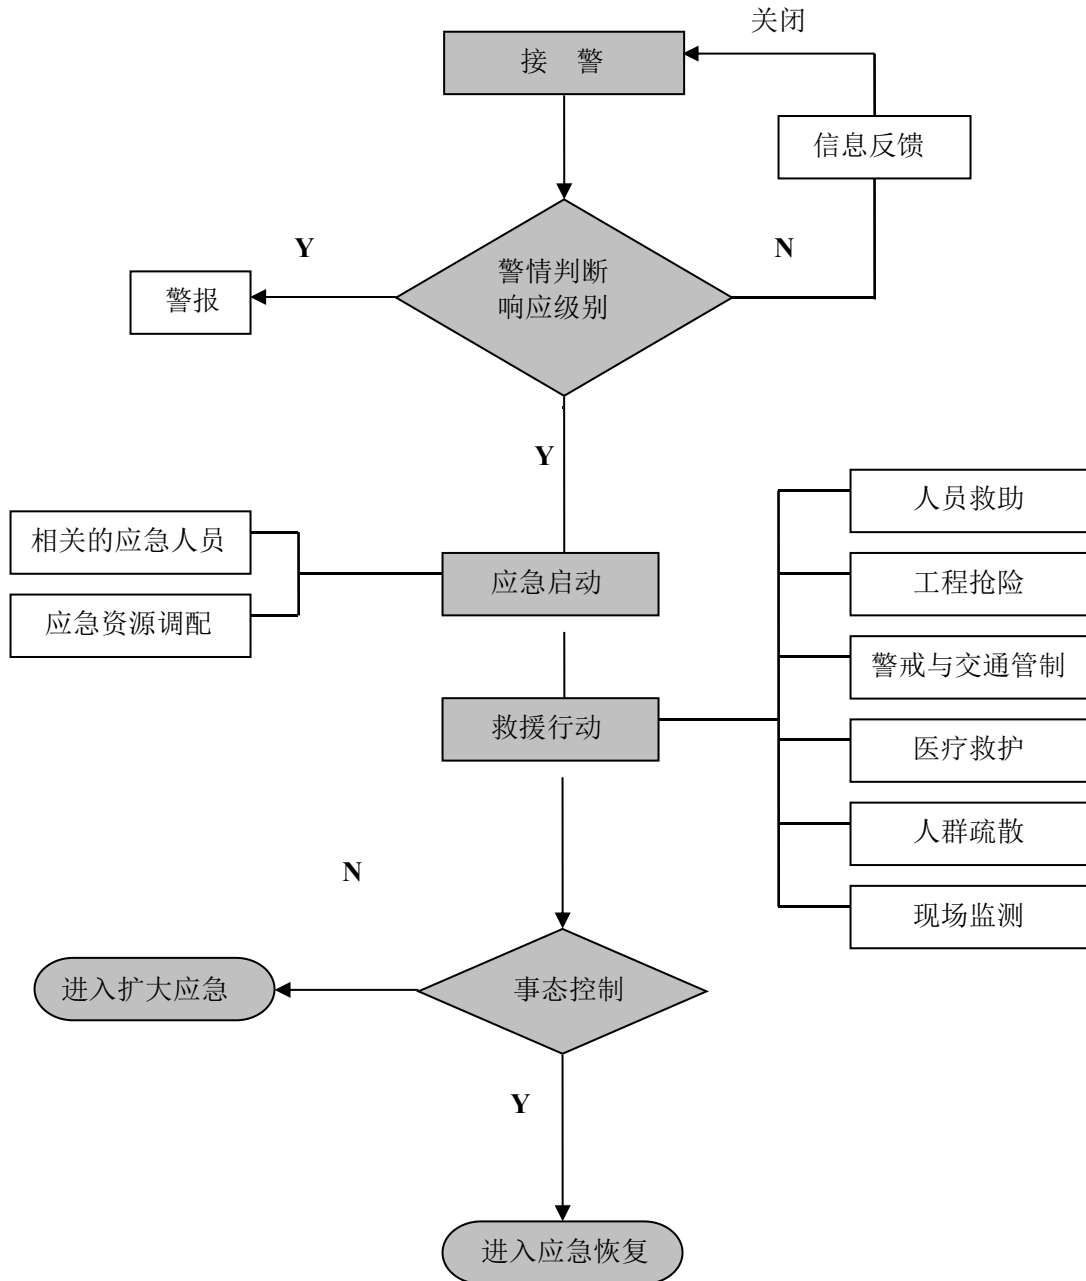 关闭
接 警
信息反馈
Y
N
警情判断
响应级别
警报
Y
人员救助
相关的应急人员
工程抢险
应急启动
应急资源调配
警戒与交通管制
救援行动
医疗救护
人群疏散
N
现场监测
进入扩大应急
事态控制
Y
进入应急恢复